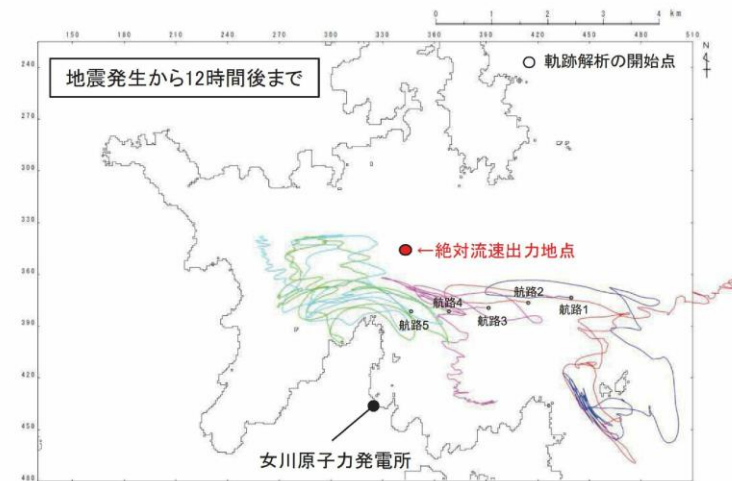 0 1 2 3 4 km
150 180 210 240 270 300 330 360 390 420 450 480 510
N
地震発生から12時間後まで
○ 軌跡解析の開始点
240
270
300
330
←絶対流速出力地点
360
航路2
航路4
航路1
航路3
航路5
390
420
450
女川原子力発電所
480